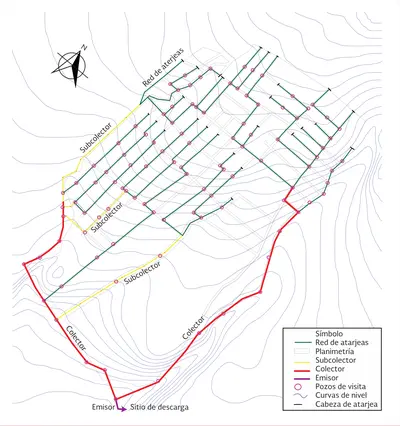 N
Red de atarjeas
Subcolector
Subcolector
Subcolector
Colector
Colector
Emisor
Sitio de descarga
Símbolo
Red de atarjeas
Planimetría
Subcolector
Colector
Emisor
Pozos de visita
Curvas de nivel
Cabeza de atarjea